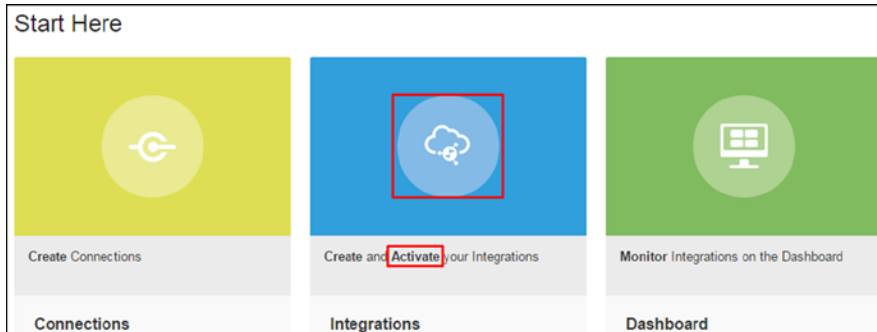 Start Here
Create Connections
Create and Activate your Integrations
Monitor Integrations on the Dashboard
Connections
Integrations
Dashboard